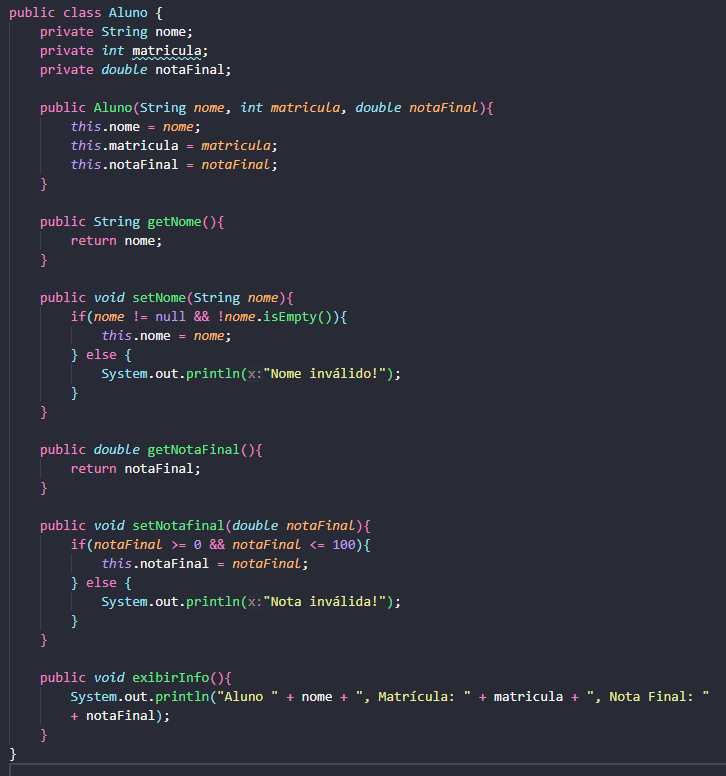 public class Aluno {
    private String nome;
    private int matricula;
    private double notaFinal;

    public Aluno(String nome, int matricula, double notaFinal){
        this.nome = nome;
        this.matricula = matricula;
        this.notaFinal = notaFinal;
    }

    public String getNome(){
        return nome;
    }

    public void setNome(String nome){
        if(nome != null && !nome.isEmpty()){
            this.nome = nome;
        } else {
            System.out.println(x:"Nome inválido!");
        }
    }

    public double getNotaFinal(){
        return notaFinal;
    }

    public void setNotafinal(double notaFinal){
        if(notaFinal >= 0 && notaFinal <= 100){
            this.notaFinal = notaFinal;
        } else {
            System.out.println(x:"Nota inválida!");
        }
    }

    public void exibirInfo(){
        System.out.println("Aluno " + nome + ", Matrícula: " + matricula + ", Nota Final: "
        + notaFinal);
    }
}